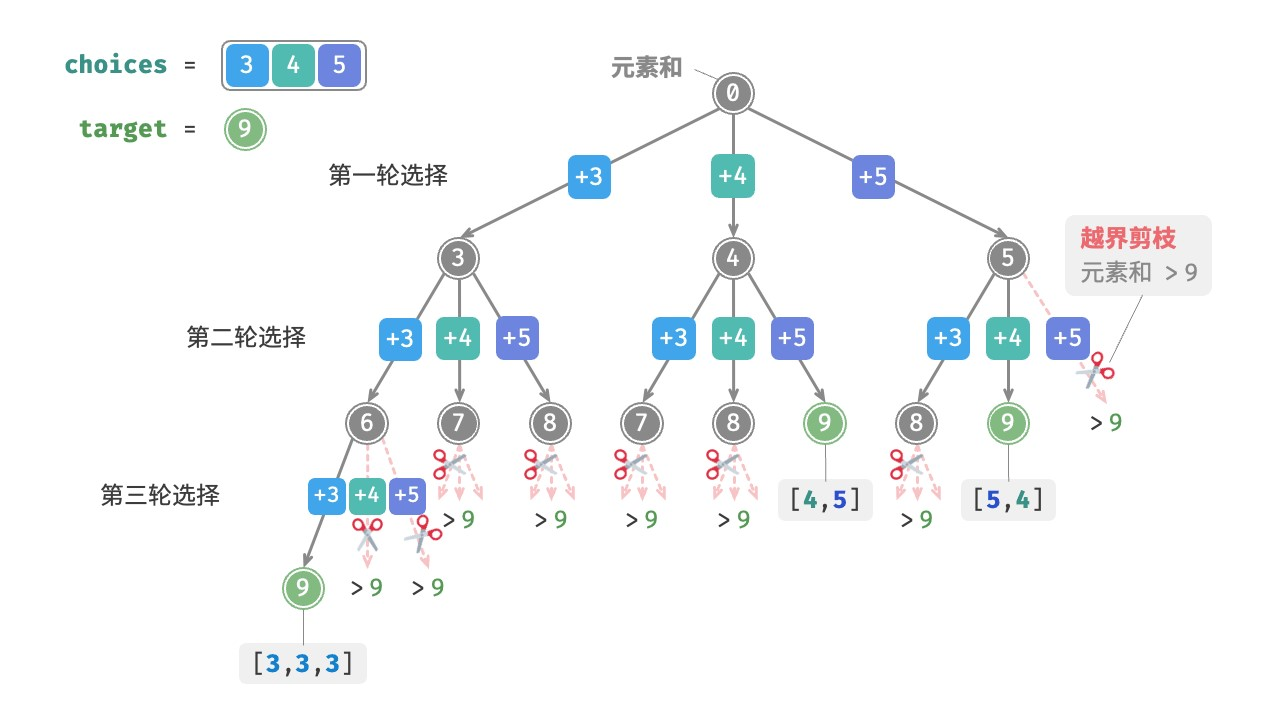 choices = 3 4 5
元素和
0
target = 9
第一轮选择
+3 +4 +5
3 4 5
越界剪枝
元素和 > 9
第二轮选择
+3 +4 +5 +3 +4 +5 +3 +4 +5
6 7 8 7 8 9 8 9 > 9
第三轮选择
+3 +4 +5
[4,5] [5,4]
> 9 > 9 > 9 > 9 > 9
9 > 9 > 9
[3,3,3]